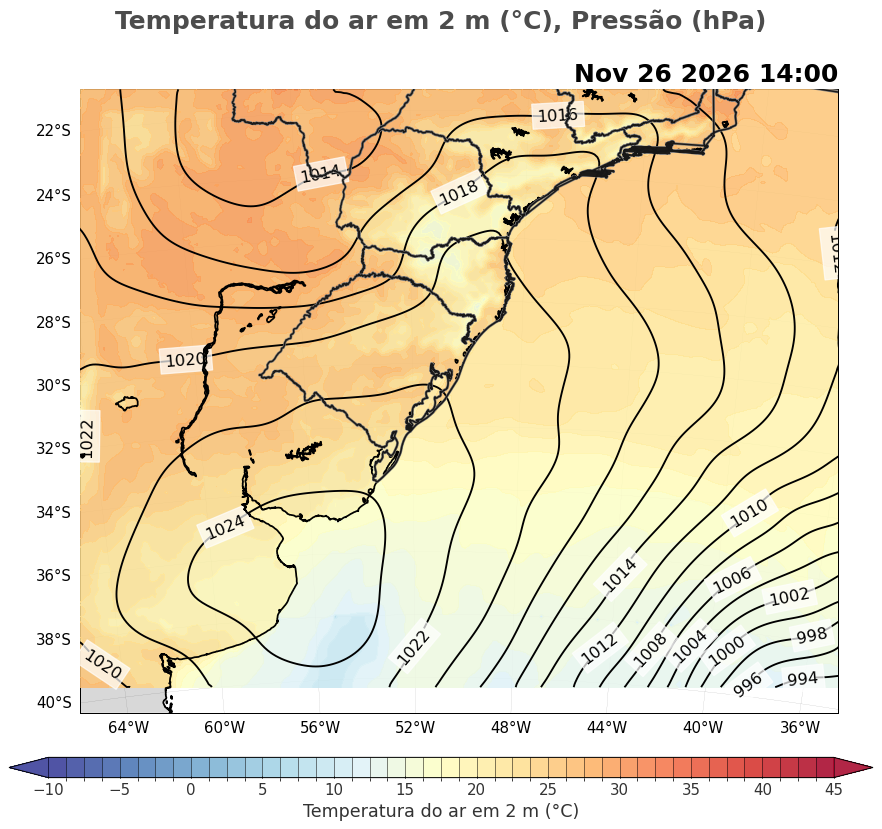 Temperatura do ar em 2 m (°C), Pressão (hPa)
Nov 26 2026 14:00
22°S
24°S
26°S
28°S
30°S
32°S
34°S
36°S
38°S
40°S
1016
1014
1018
1012
1020
1022
1024
1010
1014
1006
1002
1022
1012
1008
1004
1000
998
1020
996
994
64°W 60°W 56°W 52°W 48°W 44°W 40°W 36°W
−10 −5 0 5 10 15 20 25 30 35 40 45
Temperatura do ar em 2 m (°C)